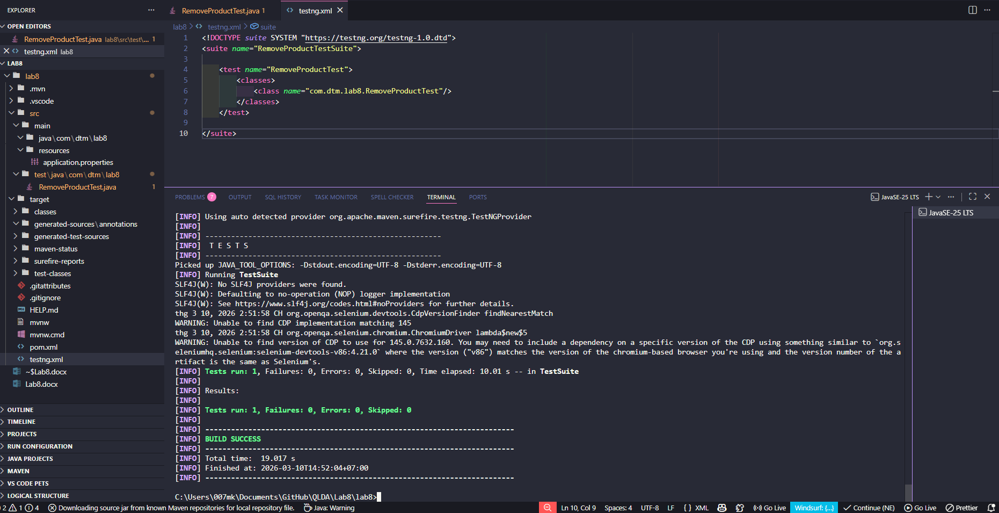 EXPLORER
OPEN EDITORS
RemoveProductTest.java lab8\src\test\... 1
testng.xml lab8
LAB8
lab8
.mvn
.vscode
src
main
java\com\dtm\lab8
resources
application.properties
test\java\com\dtm\lab8
RemoveProductTest.java 1
target
classes
generated-sources\annotations
generated-test-sources
maven-status
surefire-reports
test-classes
.gitattributes
.gitignore
HELP.md
mvnw
mvnw.cmd
pom.xml
testng.xml
~$Lab8.docx
Lab8.docx
OUTLINE
TIMELINE
PROJECTS
RUN CONFIGURATION
JAVA PROJECTS
MAVEN
VS CODE PETS
LOGICAL STRUCTURE
RemoveProductTest.java 1
testng.xml
lab8 > testng.xml > suite
1 <!DOCTYPE suite SYSTEM "https://testng.org/testng-1.0.dtd">
2 <suite name="RemoveProductTestSuite">
3
4 <test name="RemoveProductTest">
5 <classes>
6 <class name="com.dtm.lab8.RemoveProductTest"/>
7 </classes>
8 </test>
9
10 </suite>
PROBLEMS 7 OUTPUT SQL HISTORY TASK MONITOR SPELL CHECKER TERMINAL PORTS
JavaSE-25 LTS
JavaSE-25 LTS
[INFO] Using auto detected provider org.apache.maven.surefire.testng.TestNGProvider
[INFO]
[INFO] -------------------------------------------------------
[INFO]  T E S T S
[INFO] -------------------------------------------------------
Picked up JAVA_TOOL_OPTIONS: -Dstdout.encoding=UTF-8 -Dstderr.encoding=UTF-8
[INFO] Running TestSuite
SLF4J(W): No SLF4J providers were found.
SLF4J(W): Defaulting to no-operation (NOP) logger implementation
SLF4J(W): See https://www.slf4j.org/codes.html#noProviders for further details.
thg 3 10, 2026 2:51:58 CH org.openqa.selenium.devtools.CdpVersionFinder findNearestMatch
WARNING: Unable to find CDP implementation matching 145
thg 3 10, 2026 2:51:58 CH org.openqa.selenium.chromium.ChromiumDriver lambda$new$5
WARNING: Unable to find version of CDP to use for 145.0.7632.160. You may need to include a dependency on a specific version of the CDP using something similar to `org.s
eleniumhq.selenium:selenium-devtools-v86:4.21.0` where the version ("v86") matches the version of the chromium-based browser you're using and the version number of the a
rtifact is the same as Selenium's.
[INFO] Tests run: 1, Failures: 0, Errors: 0, Skipped: 0, Time elapsed: 10.01 s -- in TestSuite
[INFO]
[INFO] Results:
[INFO]
[INFO] Tests run: 1, Failures: 0, Errors: 0, Skipped: 0
[INFO]
[INFO] ------------------------------------------------------------------------
[INFO] BUILD SUCCESS
[INFO] ------------------------------------------------------------------------
[INFO] Total time:  19.017 s
[INFO] Finished at: 2026-03-10T14:52:04+07:00
[INFO] ------------------------------------------------------------------------
C:\Users\007mk\Documents\GitHub\QLDA\Lab8\lab8>
2 1 4 Downloading source jar from known Maven repositories for local repository file. Java: Warning Ln 10, Col 9 Spaces: 4 UTF-8 LF {} XML Go Live Windsurf: {...} Continue (NE) Go Live Prettier